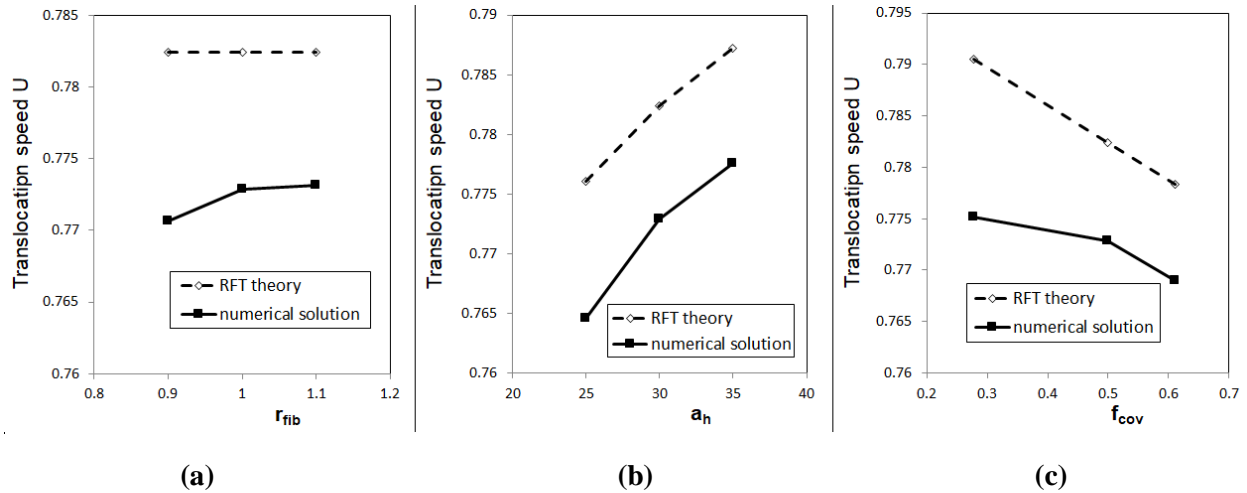 0.785
0.78
0.775
0.77
0.765
0.76
0.8 0.9 1 1.1 1.2
Translocatipn speed U
r_fib
RFT theory
numerical solution
(a)
0.79
0.785
0.78
0.775
0.77
0.765
0.76
20 25 30 35 40
Translocatipn speed U
a_h
RFT theory
numerical solution
(b)
0.795
0.79
0.785
0.78
0.775
0.77
0.765
0.76
0.2 0.3 0.4 0.5 0.6 0.7
Translocatipn speed U
f_cov
RFT theory
numerical solution
(c)